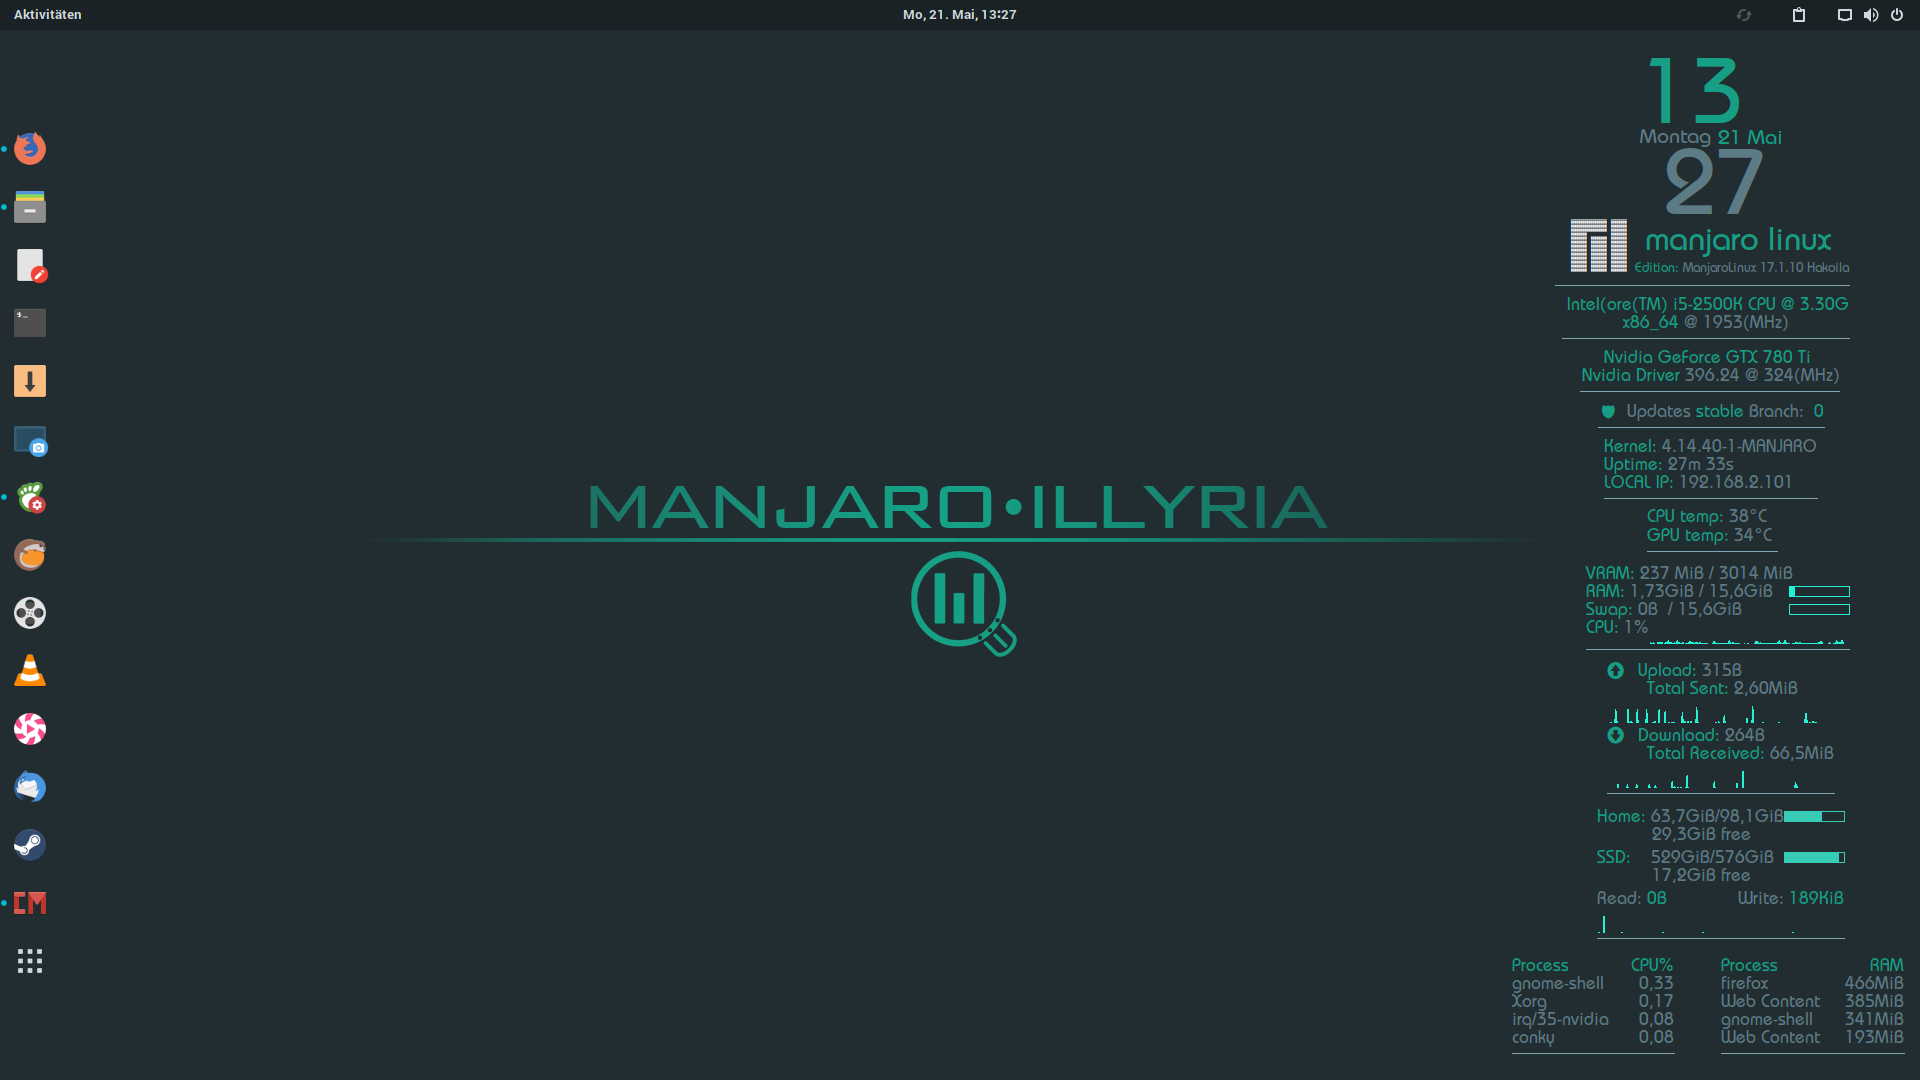 Aktivitäten
Mo, 21. Mai, 13:27
13
Montag 21 Mai
27
manjaro linux
Edition: ManjaroLinux 17.1.10 Hakoila
Intel(ore(TM) i5-2500K CPU @ 3.30G
x86_64 @ 1953(MHz)
Nvidia GeForce GTX 780 Ti
Nvidia Driver 396.24 @ 324(MHz)
Updates stable Branch: 0
Kernel: 4.14.40-1-MANJARO
Uptime: 27m 33s
LOCAL IP: 192.168.2.101
MANJARO•ILLYRIA
CPU temp: 38°C
GPU temp: 34°C
VRAM: 237 MiB / 3014 MiB
RAM: 1,73GiB / 15,6GiB
Swap: 0B / 15,6GiB
CPU: 1%
Upload: 315B
Total Sent: 2,60MiB
Download: 264B
Total Received: 66,5MiB
Home: 63,7GiB/98,1GiB
29,3GiB free
SSD: 529GiB/576GiB
17,2GiB free
Read: 0B Write: 189KiB
CM
Process CPU% Process RAM
gnome-shell 0,33 firefox 466MiB
Xorg 0,17 Web Content 385MiB
irq/35-nvidia 0,08 gnome-shell 341MiB
conky 0,08 Web Content 193MiB